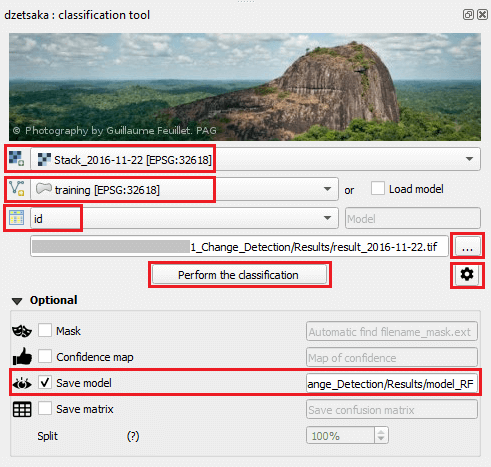 dzetsaka : classification tool
© Photography by Guillaume Feuillet. PAG
Stack_2016-11-22 [EPSG:32618]
training [EPSG:32618] or Load model
id Model
1_Change_Detection/Results/result_2016-11-22.tif ...
Perform the classification
Optional
Mask Automatic find filename_mask.ext
Confidence map Map of confidence
Save model ange_Detection/Results/model_RF
Save matrix Save confusion matrix
Split (?) 100%